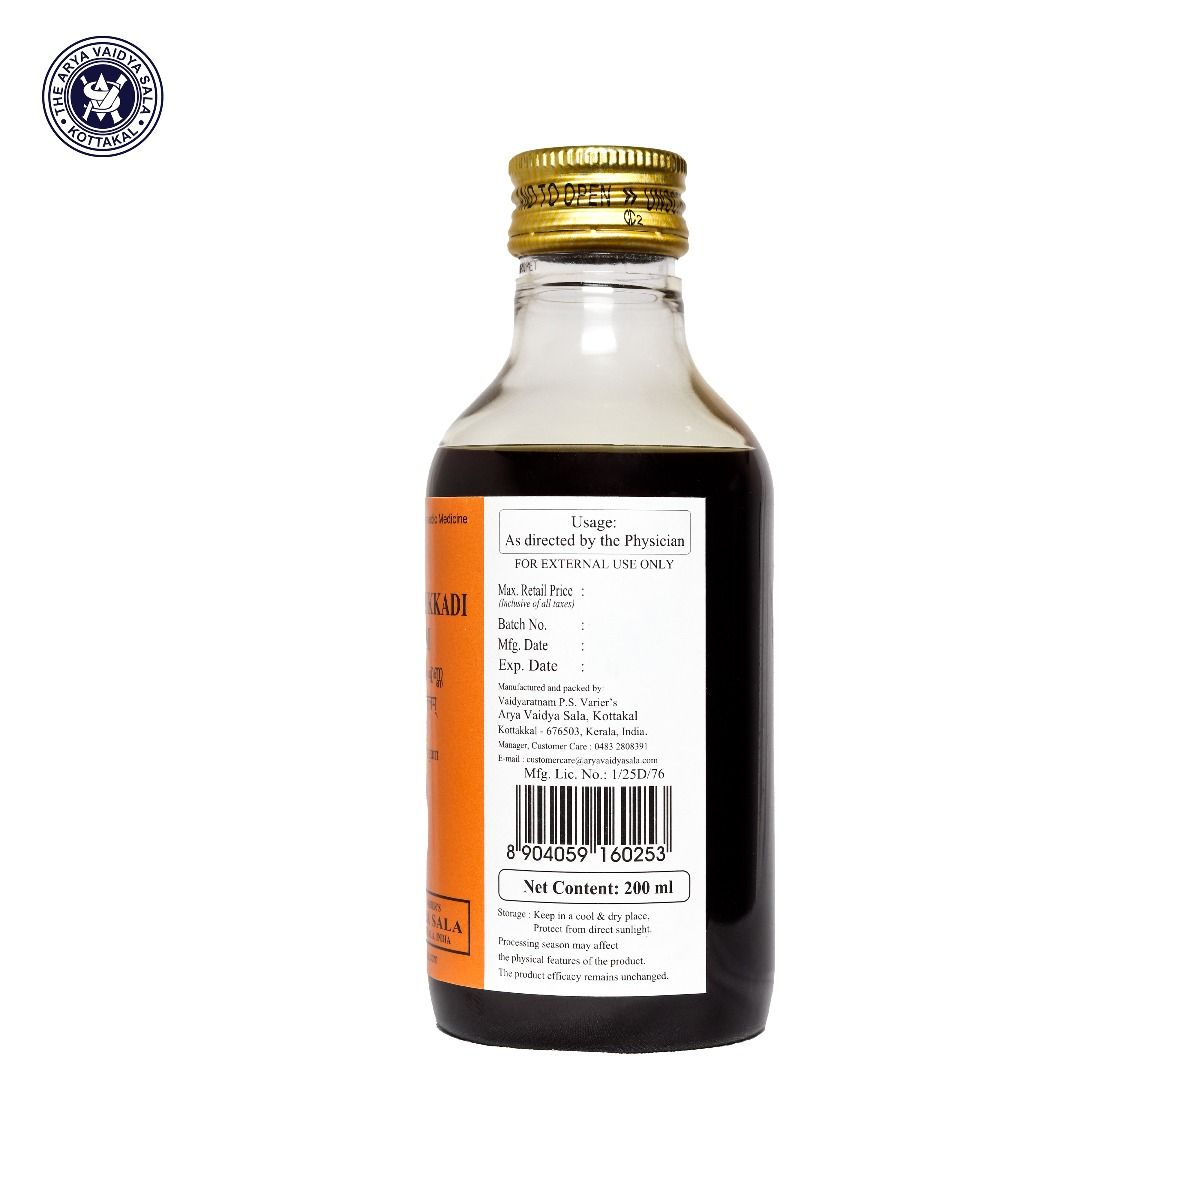 THE ARYA VAIDYA SALA
• KOTTAKAL •
TO OPEN »
Medicine
KKADI
SALA
INDIA
Usage:
As directed by the Physician
FOR EXTERNAL USE ONLY
Max. Retail Price :
(Inclusive of all taxes)
Batch No. :
Mfg. Date :
Exp. Date :
Manufactured and packed by:
Vaidyaratnam P.S. Varier's
Arya Vaidya Sala, Kottakal
Kottakkal - 676503, Kerala, India.
Manager, Customer Care : 0483 2808391
E-mail : customercare@aryavaidyasala.com
Mfg. Lic. No.: 1/25D/76
8 904059 160253
Net Content: 200 ml
Storage : Keep in a cool & dry place,
Protect from direct sunlight.
Processing season may affect
the physical features of the product.
The product efficacy remains unchanged.